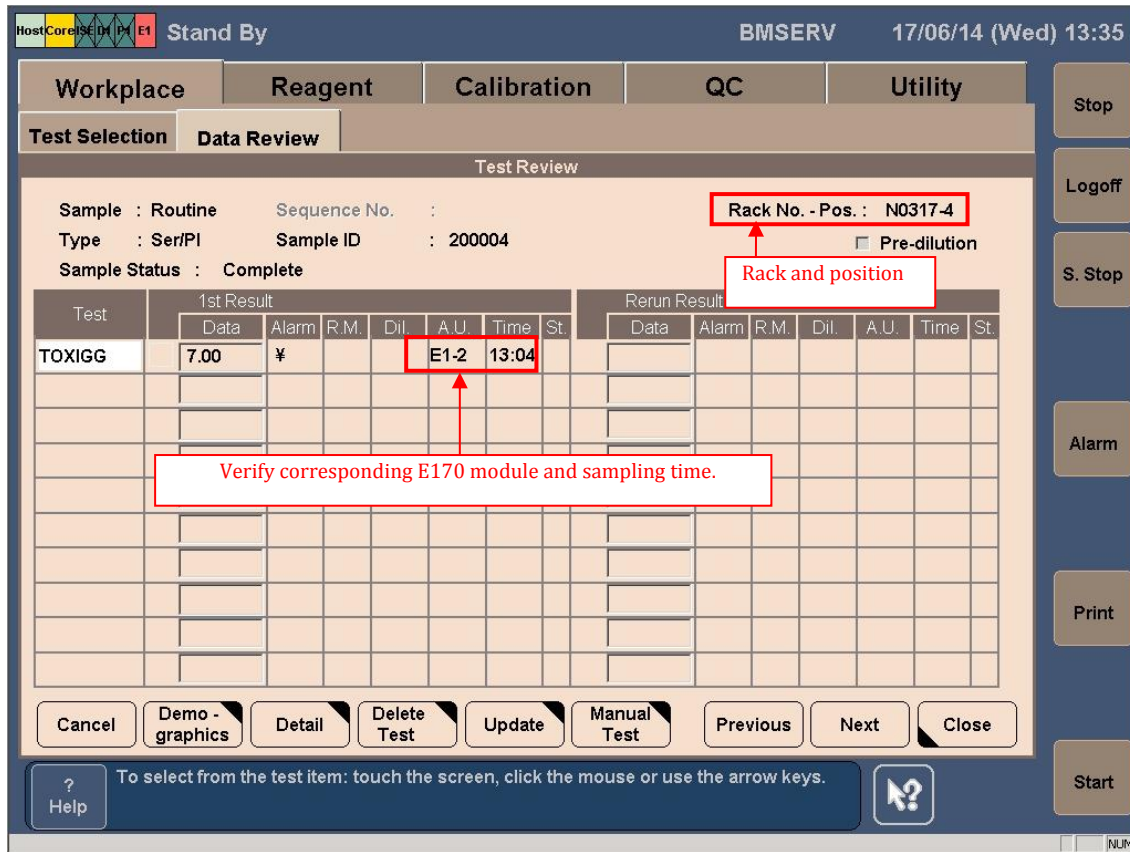 Host Core ISE D1 P1 E1 Stand By BMSERV 17/06/14 (Wed) 13:35
Workplace Reagent Calibration QC Utility
Stop
Test Selection Data Review
Test Review
Logoff
Sample : Routine Sequence No. : Rack No. - Pos. : N0317-4
Type : Ser/Pl Sample ID : 200004 Pre-dilution
Sample Status : Complete Rack and position
S. Stop
Test 1st Result Rerun Result
Data Alarm R.M. Dil. A.U. Time St. Data Alarm R.M. Dil. A.U. Time St.
TOXIGG 7.00 ¥ E1-2 13:04
Alarm
Verify corresponding E170 module and sampling time.
Print
Cancel Demo - graphics Detail Delete Test Update Manual Test Previous Next Close
To select from the test item: touch the screen, click the mouse or use the arrow keys.
? Help
?
Start
NUM